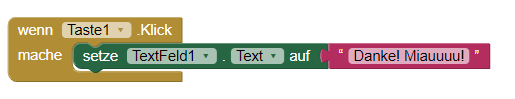 wenn Taste1 .Klick
mache setze TextFeld1 . Text auf “ Danke! Miauuuu! ”